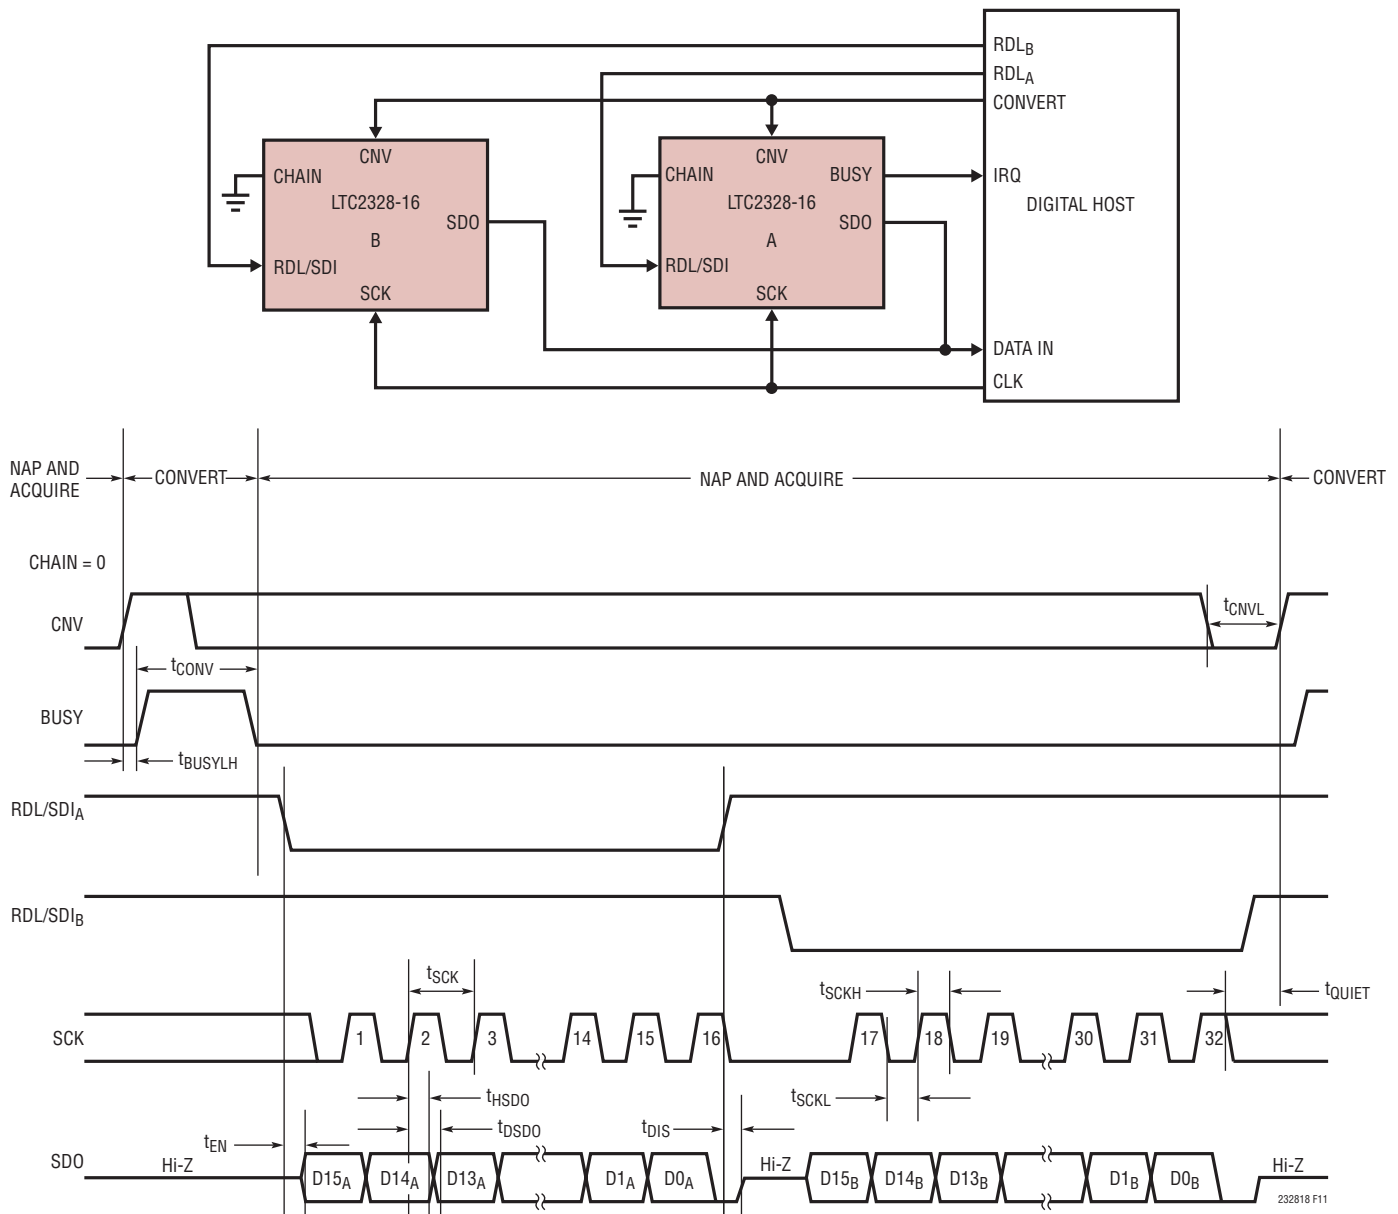 RDLB
RDLA
CONVERT
CNV
CNV
CHAIN
CHAIN
BUSY
IRQ
LTC2328-16
LTC2328-16
DIGITAL HOST
SDO
SDO
B
A
RDL/SDI
RDL/SDI
SCK
SCK
DATA IN
CLK
NAP AND
ACQUIRE
CONVERT
NAP AND ACQUIRE
CONVERT
CHAIN = 0
CNV
tCNVL
tCONV
BUSY
tBUSYLH
RDL/SDIA
RDL/SDIB
tSCK
tSCKH
tQUIET
SCK
1 2 3 14 15 16 17 18 19 30 31 32
tHSDO
tSCKL
tDSDO
tDIS
tEN
SDO
Hi-Z D15A D14A D13A D1A D0A Hi-Z D15B D14B D13B D1B D0B Hi-Z
232818 F11